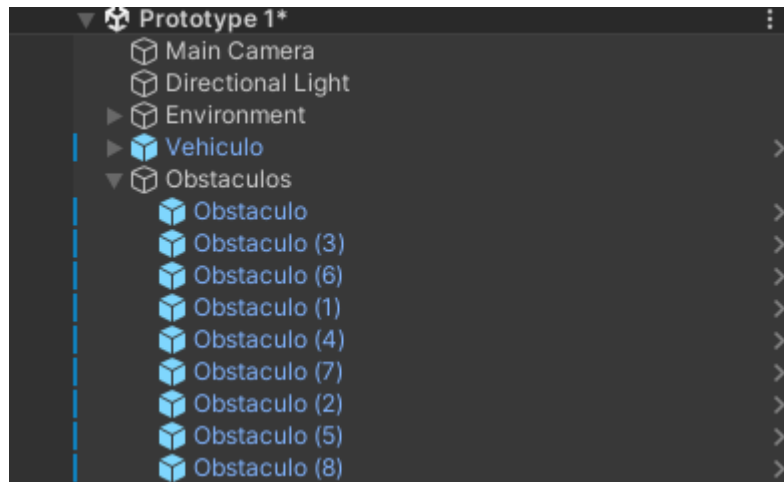 Prototype 1*
Main Camera
Directional Light
Environment
Vehiculo
Obstaculos
Obstaculo
Obstaculo (3)
Obstaculo (6)
Obstaculo (1)
Obstaculo (4)
Obstaculo (7)
Obstaculo (2)
Obstaculo (5)
Obstaculo (8)